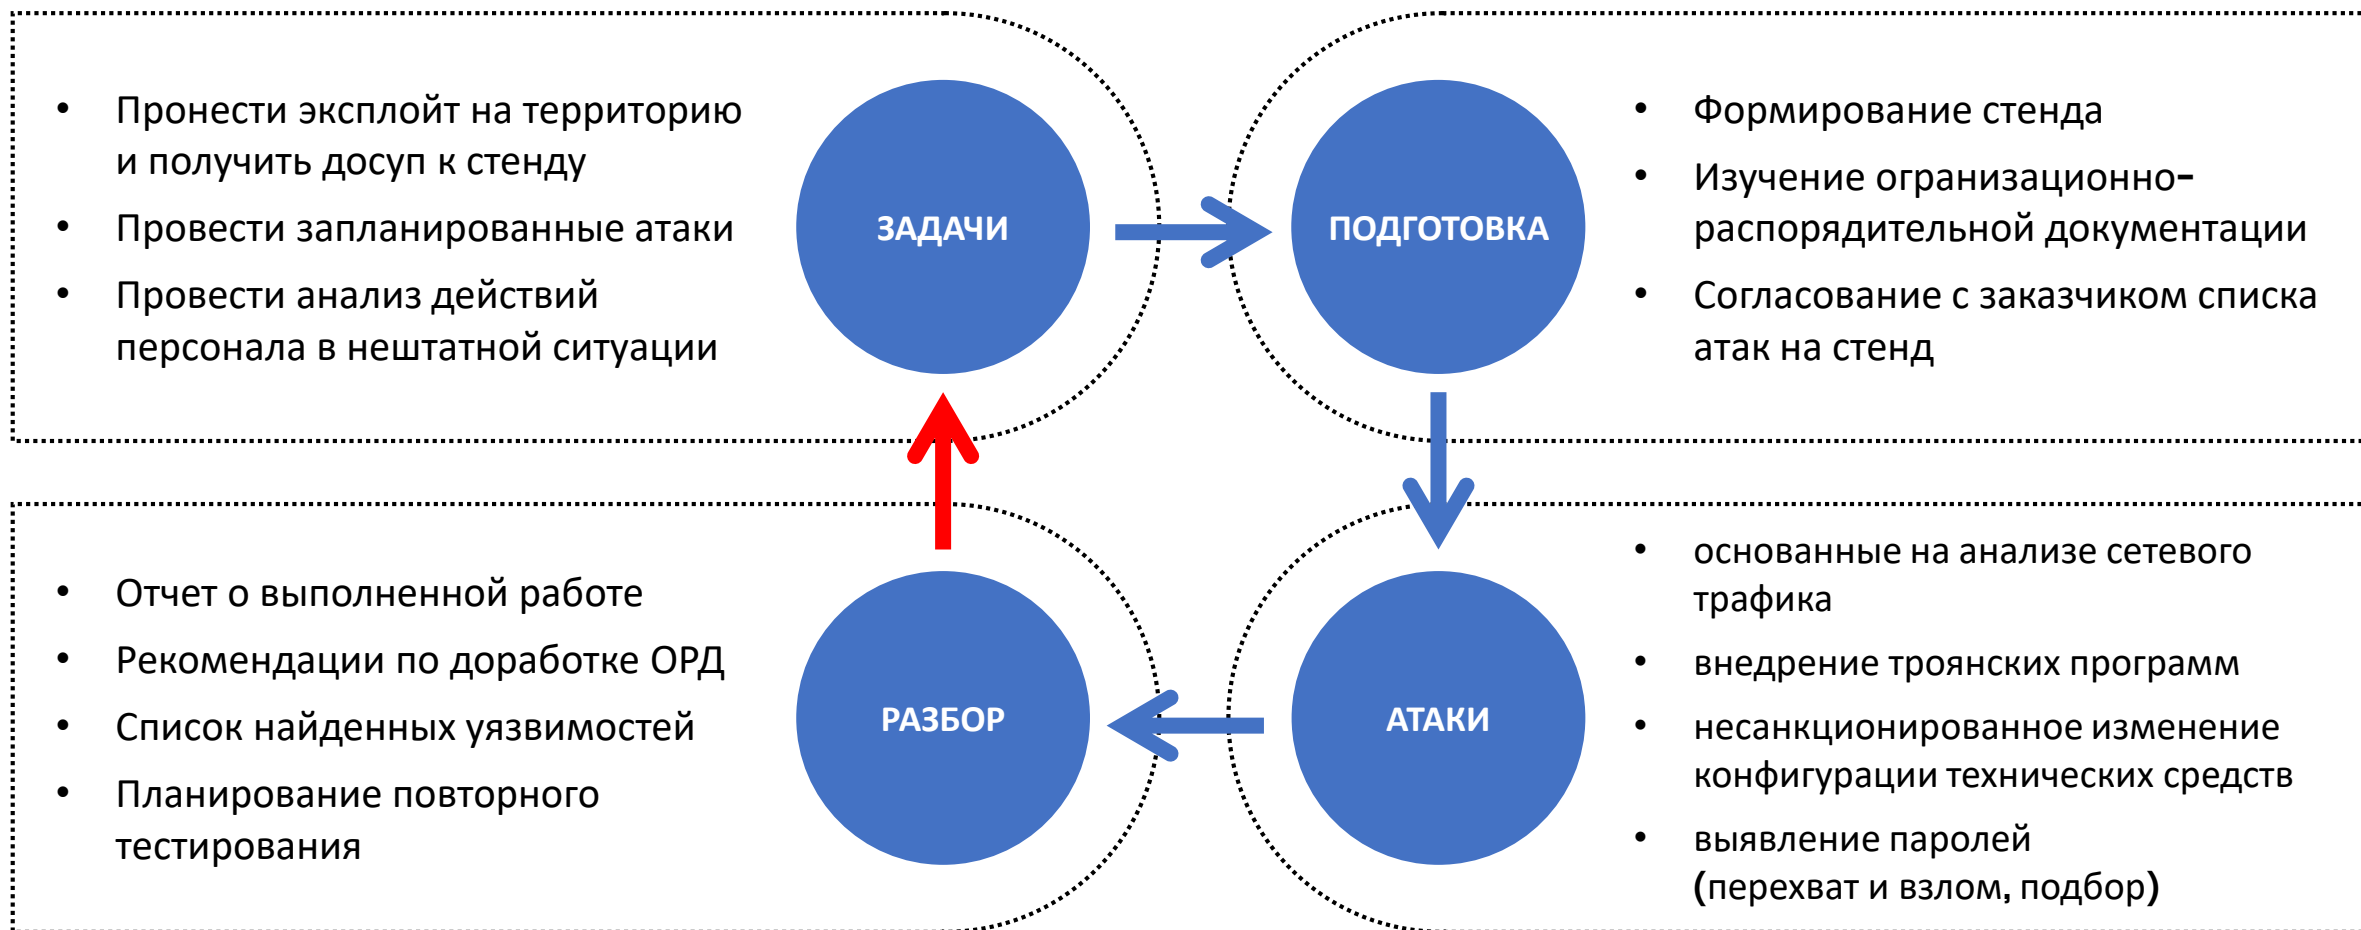 • Пронести эксплойт на территорию
и получить досуп к стенду
• Провести запланированные атаки
• Провести анализ действий
персонала в нештатной ситуации
ЗАДАЧИ
ПОДГОТОВКА
• Формирование стенда
• Изучение огранизационно-
распорядительной документации
• Согласование с заказчиком списка
атак на стенд
• Отчет о выполненной работе
• Рекомендации по доработке ОРД
• Список найденных уязвимостей
• Планирование повторного
тестирования
РАЗБОР
АТАКИ
• основанные на анализе сетевого
трафика
• внедрение троянских программ
• несанкционированное изменение
конфигурации технических средств
• выявление паролей
(перехват и взлом, подбор)